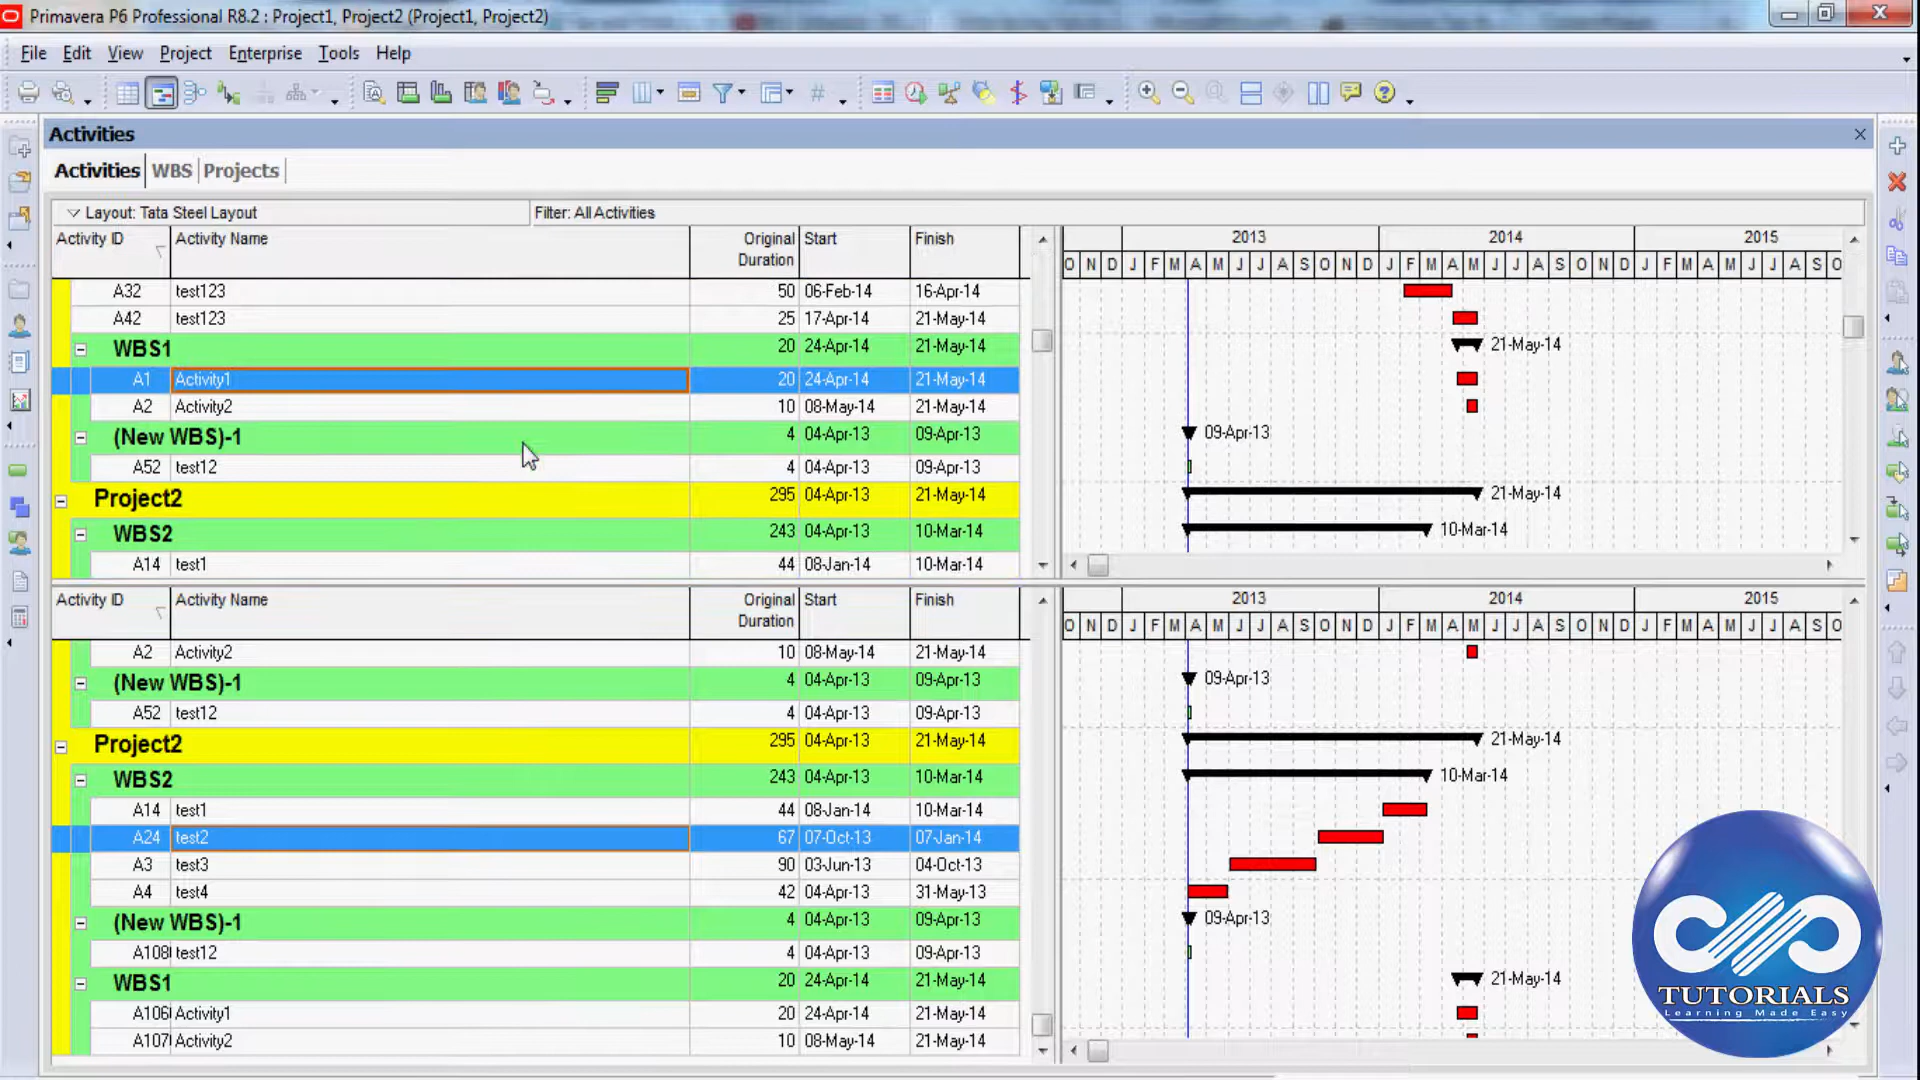 Primavera P6 Professional R8.2 : Project1, Project2 (Project1, Project2)
File Edit View Project Enterprise Tools Help
Activities
Activities WBS Projects
Layout: Tata Steel Layout Filter: All Activities
Activity ID Activity Name Original Duration Start Finish 2013 2014 2015
O N D J F M A M J J A S O N D J F M A M J J A S O N D J F M A M J J A S O
A32 test123 50 06-Feb-14 16-Apr-14
A42 test123 25 17-Apr-14 21-May-14
WBS1 20 24-Apr-14 21-May-14 21-May-14
A1 Activity1 20 24-Apr-14 21-May-14
A2 Activity2 10 08-May-14 21-May-14
(New WBS)-1 4 04-Apr-13 09-Apr-13 09-Apr-13
A52 test12 4 04-Apr-13 09-Apr-13
Project2 295 04-Apr-13 21-May-14 21-May-14
WBS2 243 04-Apr-13 10-Mar-14 10-Mar-14
A14 test1 44 08-Jan-14 10-Mar-14
Activity ID Activity Name Original Duration Start Finish 2013 2014 2015
O N D J F M A M J J A S O N D J F M A M J J A S O N D J F M A M J J A S O
A2 Activity2 10 08-May-14 21-May-14
(New WBS)-1 4 04-Apr-13 09-Apr-13 09-Apr-13
A52 test12 4 04-Apr-13 09-Apr-13
Project2 295 04-Apr-13 21-May-14 21-May-14
WBS2 243 04-Apr-13 10-Mar-14 10-Mar-14
A14 test1 44 08-Jan-14 10-Mar-14
A24 test2 67 07-Oct-13 07-Jan-14
A3 test3 90 03-Jun-13 04-Oct-13
A4 test4 42 04-Apr-13 31-May-13
(New WBS)-1 4 04-Apr-13 09-Apr-13 09-Apr-13
A108 test12 4 04-Apr-13 09-Apr-13
WBS1 20 24-Apr-14 21-May-14 21-May-14
A106 Activity1 20 24-Apr-14 21-May-14
A107 Activity2 10 08-May-14 21-May-14
TUTORIALS
Learning Made Easy